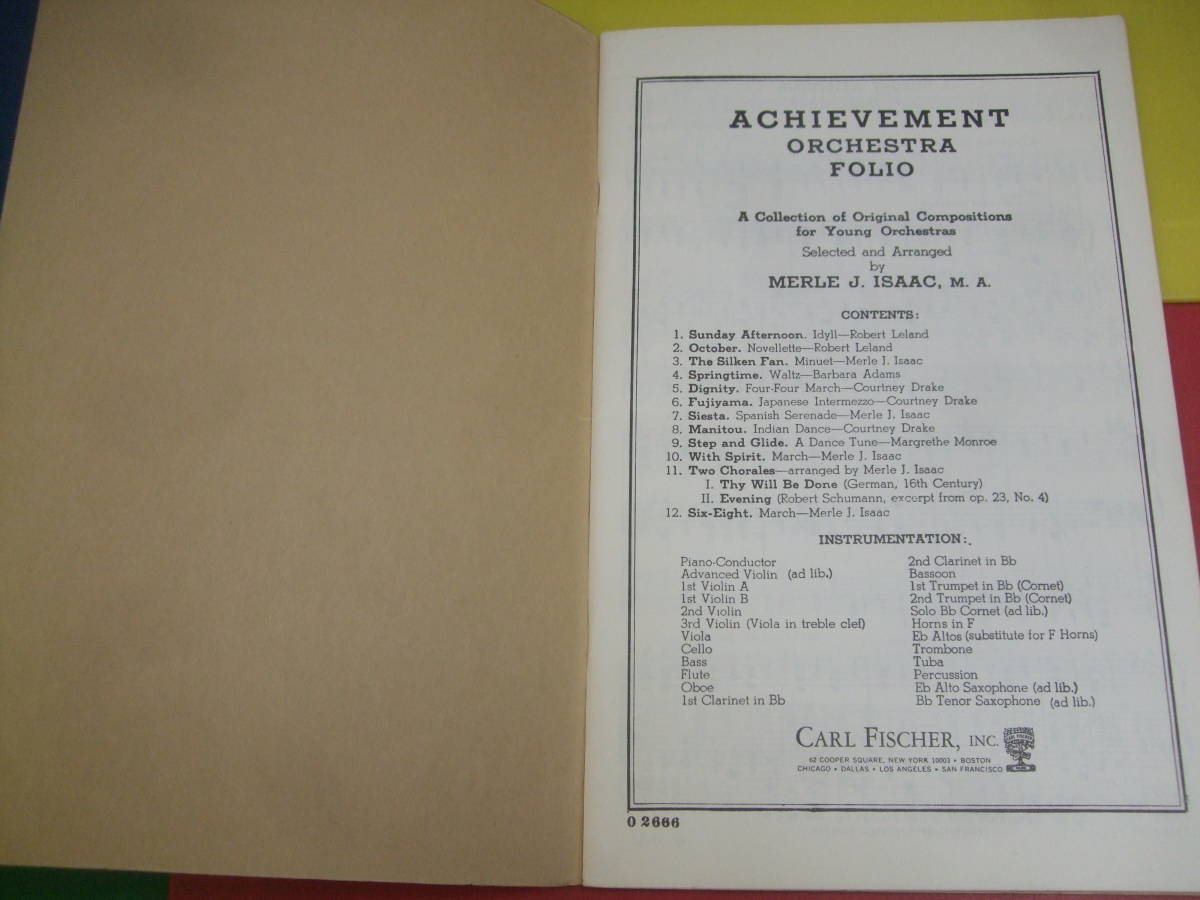 ACHIEVEMENT
ORCHESTRA
FOLIO
A Collection of Original Compositions
for Young Orchestras
Selected and Arranged
by
MERLE J. ISAAC, M. A.
CONTENTS:
1. Sunday Afternoon. Idyll—Robert Leland
2. October. Novellette—Robert Leland
3. The Silken Fan. Minuet—Merle J. Isaac
4. Springtime. Waltz—Barbara Adams
5. Dignity. Four-Four March—Courtney Drake
6. Fujiyama. Japanese Intermezzo—Courtney Drake
7. Siesta. Spanish Serenade—Merle J. Isaac
8. Manitou. Indian Dance—Courtney Drake
9. Step and Glide. A Dance Tune—Margrethe Monroe
10. With Spirit. March—Merle J. Isaac
11. Two Chorales—arranged by Merle J. Isaac
I. Thy Will Be Done (German, 16th Century)
II. Evening (Robert Schumann, excerpt from op. 23, No. 4)
12. Six-Eight. March—Merle J. Isaac
INSTRUMENTATION:.
Piano-Conductor
Advanced Violin (ad lib.)
1st Violin A
1st Violin B
2nd Violin
3rd Violin (Viola in treble clef)
Viola
Cello
Bass
Flute
Oboe
1st Clarinet in Bb
2nd Clarinet in Bb
Bassoon
1st Trumpet in Bb (Cornet)
2nd Trumpet in Bb (Cornet)
Solo Bb Cornet (ad lib.)
Horns in F
Eb Altos (substitute for F Horns)
Trombone
Tuba
Percussion
Eb Alto Saxophone (ad lib.)
Bb Tenor Saxophone (ad lib.)
CARL FISCHER, INC.
62 COOPER SQUARE, NEW YORK 10003 • BOSTON
CHICAGO • DALLAS • LOS ANGELES • SAN FRANCISCO
O 2666